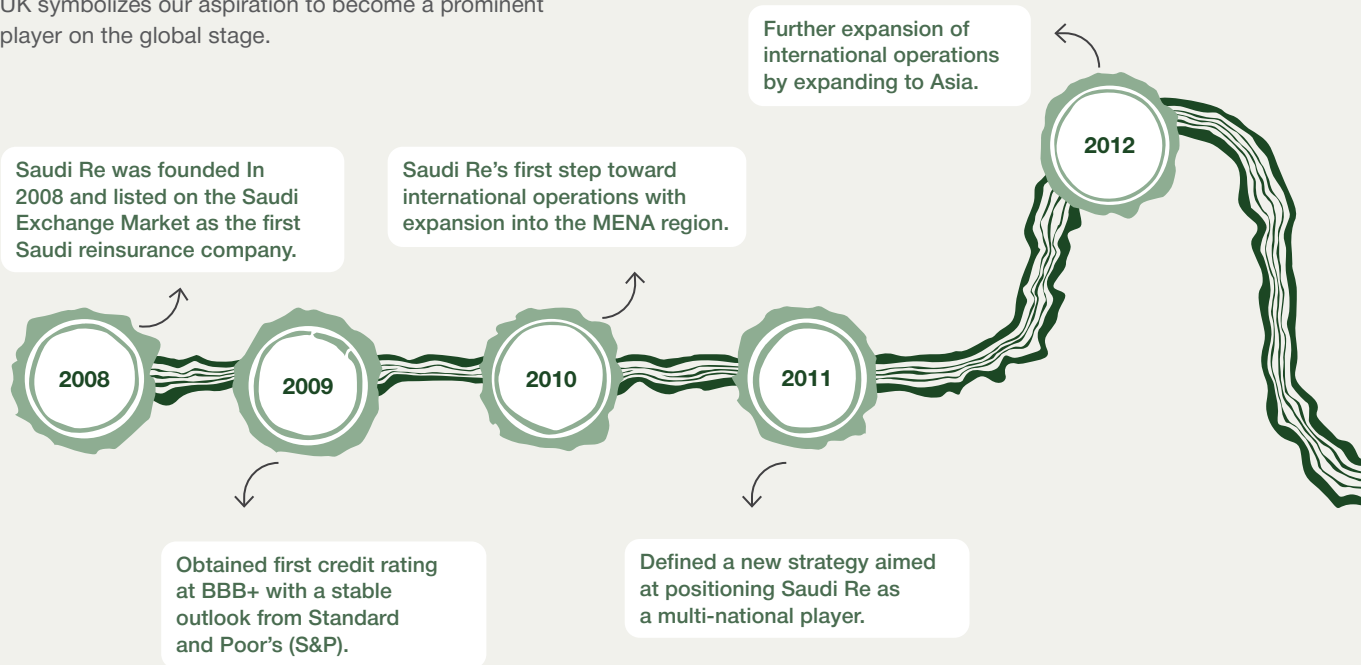 UK symbolizes our aspiration to become a prominent
player on the global stage.
Further expansion of
international operations
by expanding to Asia.
2012
Saudi Re was founded In
2008 and listed on the Saudi
Exchange Market as the first
Saudi reinsurance company.
Saudi Re’s first step toward
international operations with
expansion into the MENA region.
2008
2009
2010
2011
Obtained first credit rating
at BBB+ with a stable
outlook from Standard
and Poor’s (S&P).
Defined a new strategy aimed
at positioning Saudi Re as
a multi-national player.